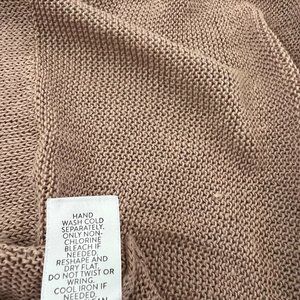 HAND
WASH COLD
SEPARATELY.
ONLY NON-
CHLORINE
BLEACH IF
NEEDED.
RESHAPE AND
DRY FLAT.
DO NOT TWIST OR
WRING.
COOL IRON IF
NEEDED